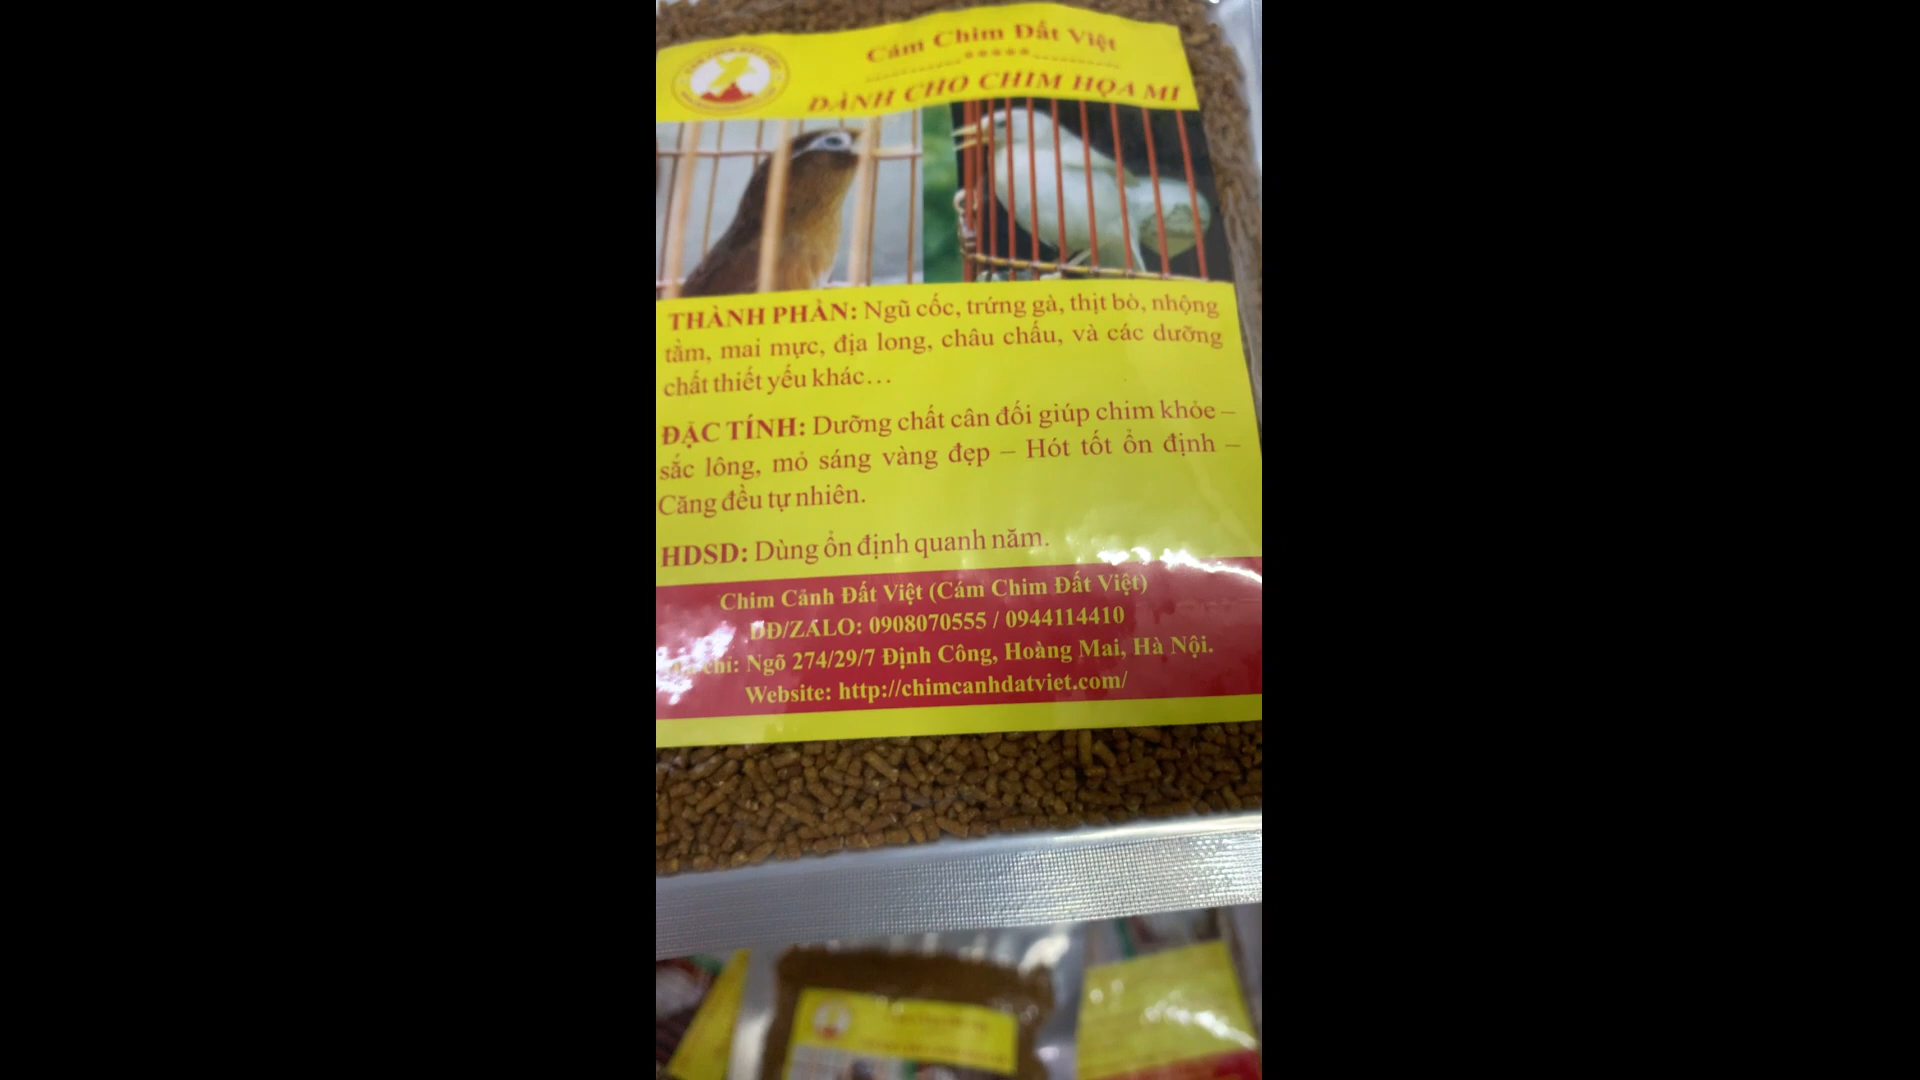 Cám Chim Đất Việt
DÀNH CHO CHIM HỌA MI
THÀNH PHẦN: Ngũ cốc, trứng gà, thịt bò, nhộng
tằm, mai mực, địa long, châu chấu, và các dưỡng
chất thiết yếu khác…
ĐẶC TÍNH: Dưỡng chất cân đối giúp chim khỏe –
sắc lông, mỏ sáng vàng đẹp – Hót tốt ổn định –
Căng đều tự nhiên.
HDSD: Dùng ổn định quanh năm.
Chim Cảnh Đất Việt (Cám Chim Đất Việt)
DĐ/ZALO: 0908070555 / 0944114410
chỉ: Ngõ 274/29/7 Định Công, Hoàng Mai, Hà Nội.
Website: http://chimcanhdatviet.com/